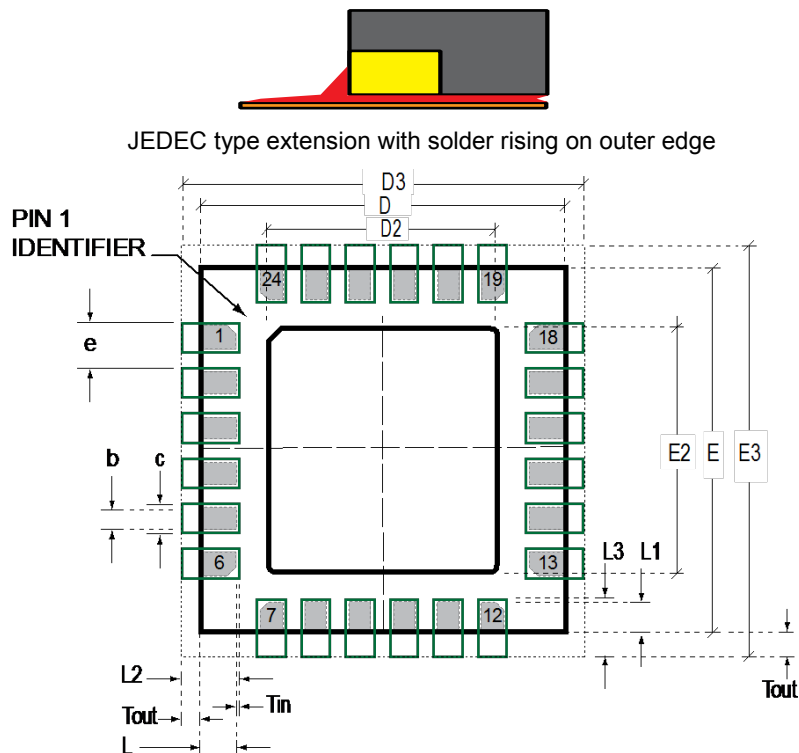 JEDEC type extension with solder rising on outer edge
D3
D
D2
PIN 1
IDENTIFIER
24
19
1
18
e
b
c
E2
E
E3
6
13
L3
L1
7
12
L2
Tin
Tout
Tout
L